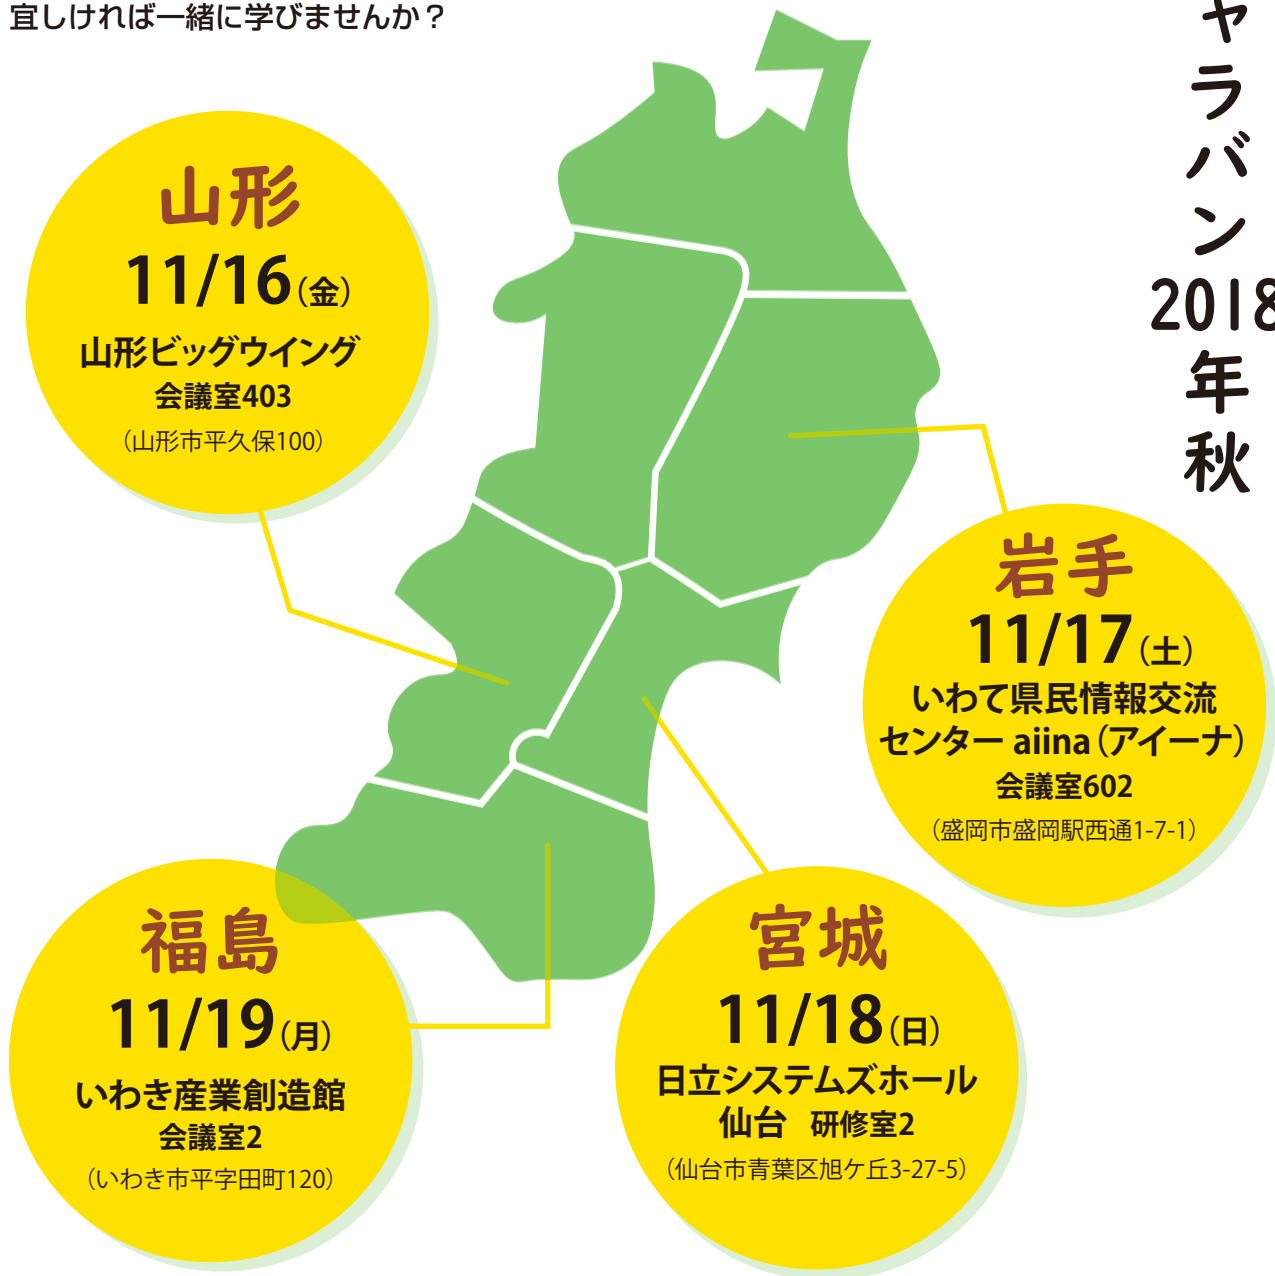 宜しければ一緒に学びませんか？
ャラバン2018年秋
山形
11/16（金）
山形ビッグウイング
会議室403
（山形市平久保100）
岩手
11/17（土）
いわて県民情報交流
センター aiina（アイーナ）
会議室602
（盛岡市盛岡駅西通1-7-1）
福島
11/19（月）
いわき産業創造館
会議室2
（いわき市平字田町120）
宮城
11/18（日）
日立システムズホール
仙台 研修室2
（仙台市青葉区旭ケ丘3-27-5）